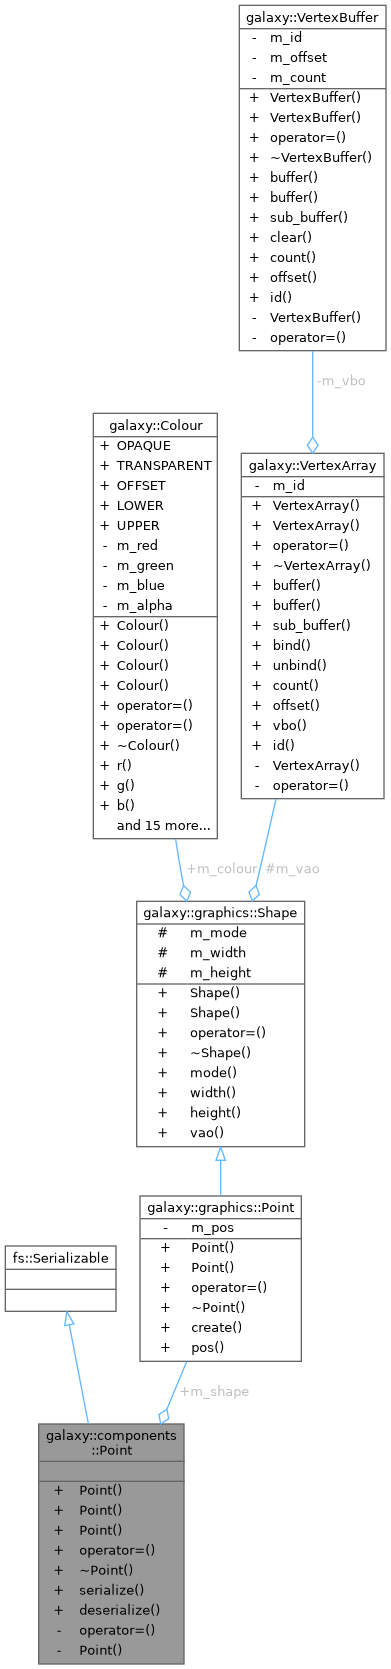 galaxy::VertexBuffer
- m_id
- m_offset
- m_count
+ VertexBuffer()
+ VertexBuffer()
+ operator=()
+ ~VertexBuffer()
+ buffer()
+ buffer()
+ sub_buffer()
+ clear()
+ count()
+ offset()
+ id()
- VertexBuffer()
- operator=()
-m_vbo
galaxy::Colour
+ OPAQUE
+ TRANSPARENT
+ OFFSET
+ LOWER
+ UPPER
- m_red
- m_green
- m_blue
- m_alpha
+ Colour()
+ Colour()
+ Colour()
+ Colour()
+ operator=()
+ operator=()
+ ~Colour()
+ r()
+ g()
+ b()
and 15 more...
galaxy::VertexArray
- m_id
+ VertexArray()
+ VertexArray()
+ operator=()
+ ~VertexArray()
+ buffer()
+ buffer()
+ sub_buffer()
+ bind()
+ unbind()
+ count()
+ offset()
+ vbo()
+ id()
- VertexArray()
- operator=()
+m_colour
#m_vao
galaxy::graphics::Shape
# m_mode
# m_width
# m_height
+ Shape()
+ Shape()
+ operator=()
+ ~Shape()
+ mode()
+ width()
+ height()
+ vao()
galaxy::graphics::Point
- m_pos
+ Point()
+ Point()
+ operator=()
+ ~Point()
+ create()
+ pos()
fs::Serializable
+m_shape
galaxy::components
::Point
+ Point()
+ Point()
+ Point()
+ operator=()
+ ~Point()
+ serialize()
+ deserialize()
- operator=()
- Point()